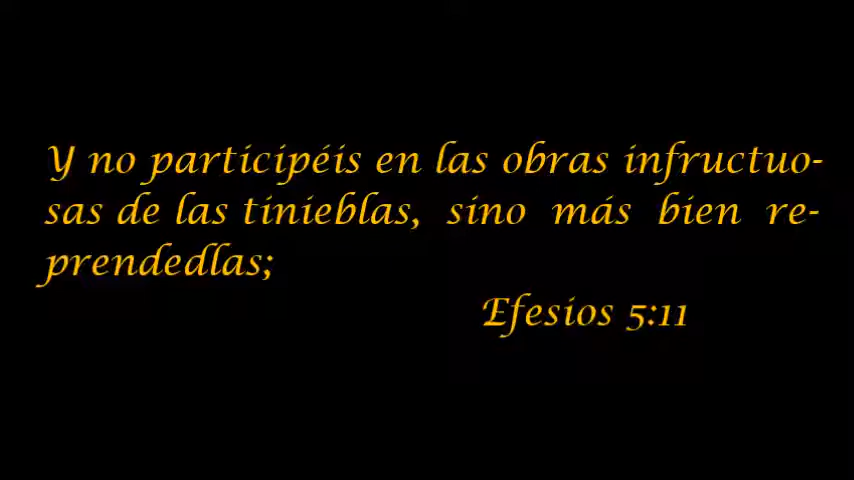 Y no participéis en las obras infructuo-
sas de las tinieblas, sino más bien re-
prendedlas;
Efesios 5:11